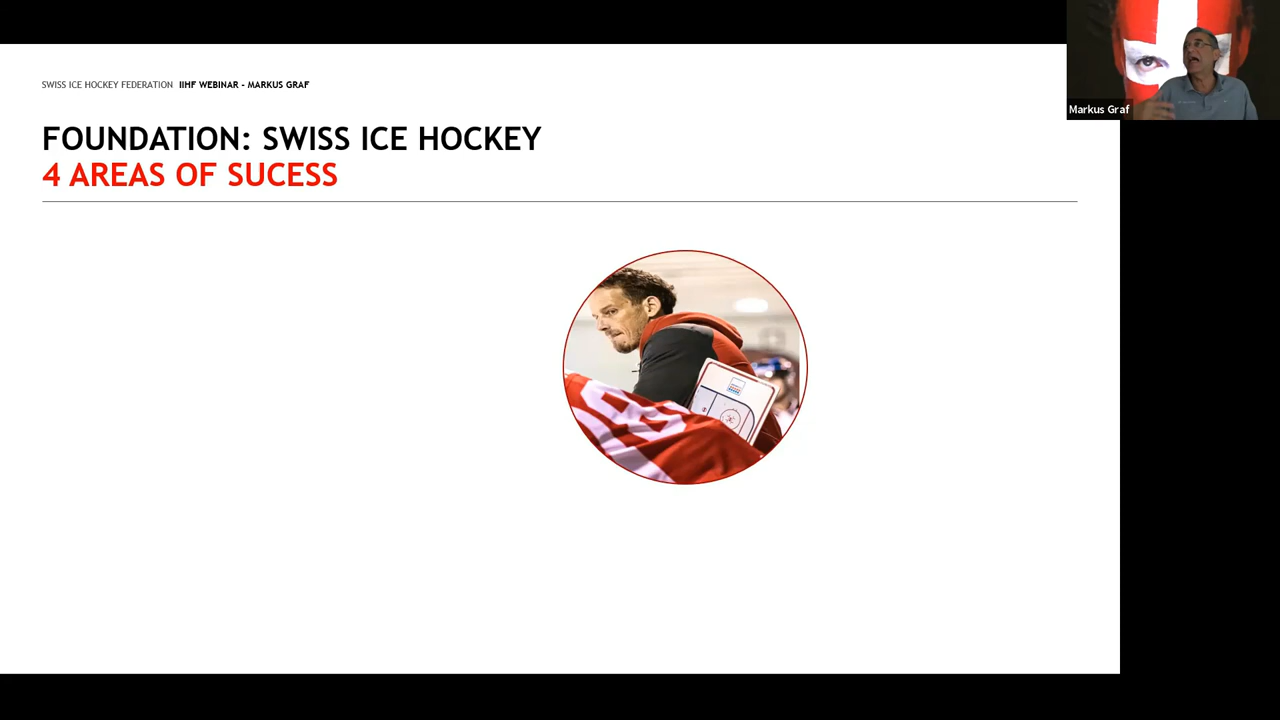 SWISS ICE HOCKEY FEDERATION IIHF WEBINAR - MARKUS GRAF
FOUNDATION: SWISS ICE HOCKEY
4 AREAS OF SUCESS
Markus Graf